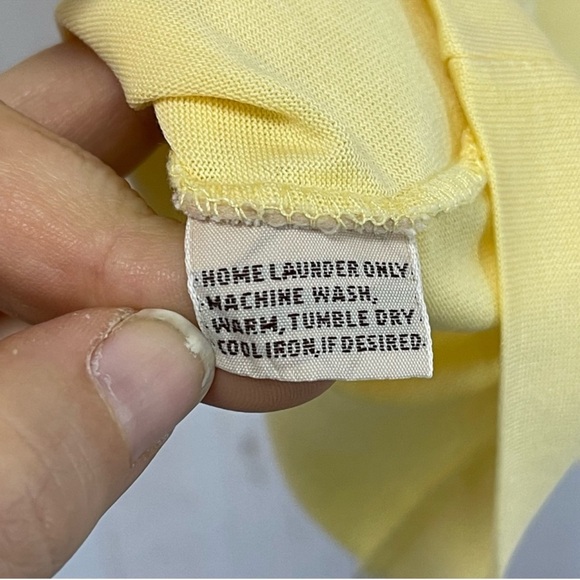 HOME LAUNDER ONLY
MACHINE WASH,
WARM, TUMBLE DRY
COOL IRON, IF DESIRED